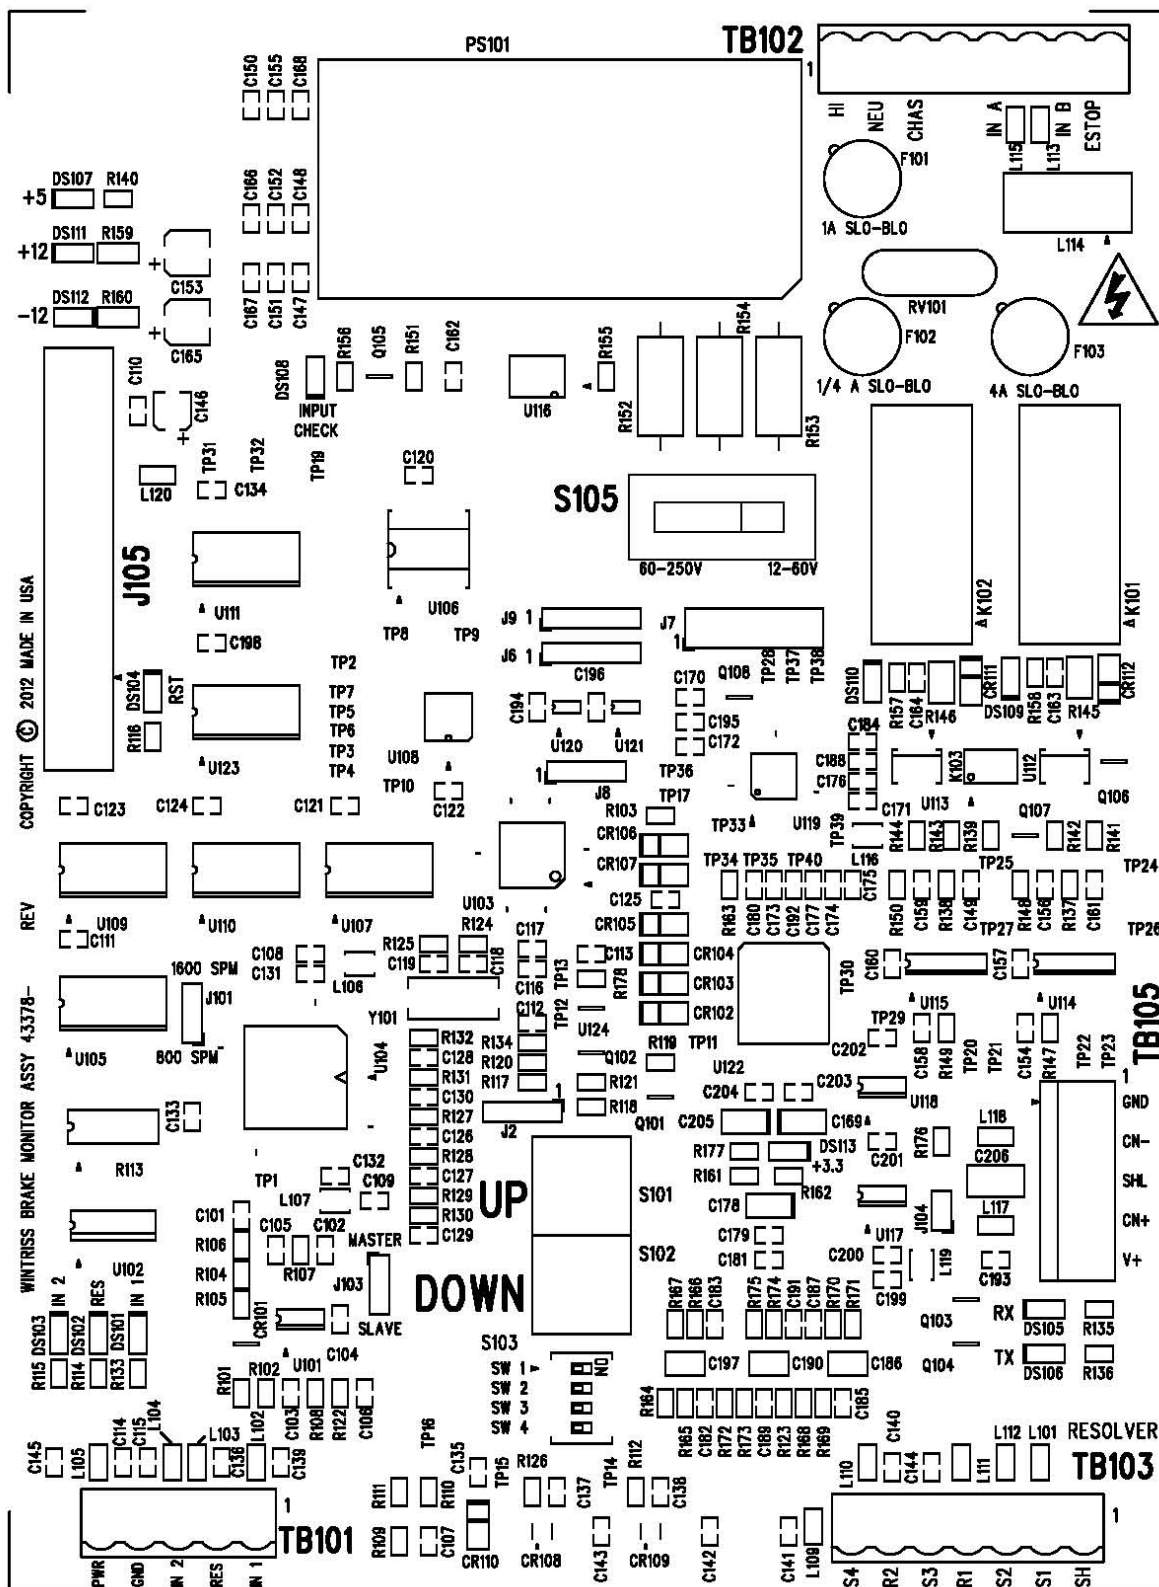 PS101
TB102
C150
C155
C168
1
HI
NEU
CHAS
IN A
IN B
ESTOP
L115
L113
F101
1A SLO-BLO
L114
DS107
R140
+5
DS111
R159
+12
C153
DS112
R160
-12
C165
C166
C152
C148
C167
C151
C147
RV101
F102
1/4 A SLO-BLO
F103
4A SLO-BLO
R154
R152
R153
C110
C146
DS108
R156
Q105
R151
C162
U116
R155
INPUT
CHECK
TP31
TP32
TP19
L120
C134
C120
S105
60-250V
12-60V
J105
U111
U106
C198
TP8
TP9
J9 1
J6 1
J7
1
C196
K102
K101
TP2
TP7
TP5
TP6
TP3
TP4
DS104
RST
R116
U123
U108
TP10
C122
C194
U120
U121
1
J8
C170
C195
C172
Q108
TP28
TP37
TP38
TP36
DS110
R157
C164
R146
CR111
DS109
R158
C163
R145
CR112
C184
C188
C176
C171
K103
U112
U113
Q107
Q106
C123
C124
C121
TP17
R103
TP33
U119
TP39
L116
R144
R143
R139
R142
R141
COPYRIGHT © 2012 MADE IN USA
REV
WINTRISS BRAKE MONITOR ASSY 43378-
U109
U110
U107
U103
C111
CR106
CR107
C125
CR105
CR104
CR103
CR102
TP34
TP35
TP40
R163
C180
C173
C192
C177
C174
C175
TP25
TP24
R150
C159
R138
C149
R148
C156
R137
C161
TP27
TP26
C108
C131
L106
R125
R124
C119
C118
C117
C116
C113
TP13
R178
C112
TP12
U124
TP30
C160
C157
U115
U114
TB105
1600 SPM
J101
800 SPM
U105
Y101
U104
R132
C128
R131
C130
R127
C126
R128
C127
R129
R130
C129
R134
R120
R117
Q102
R121
R118
Q101
R119
TP11
U122
C204
C203
C202
TP29
C158
R149
TP20
TP21
C154
R147
TP22
TP23
1
GND
CN-
SHL
CN+
V+
J2
1
C205
C169
U118
R177
DS113
+3.3
C201
R176
L118
C206
R161
R162
C178
J104
L117
U117
C179
C181
C200
C199
L119
C193
C133
R113
TP1
C132
L107
C109
C101
C105
C102
R106
R107
R104
R105
MASTER
J103
SLAVE
UP
DOWN
S101
S102
U102
IN 2
RES
IN 1
DS103
DS102
DS101
R115
R114
R133
CR101
U101
C104
S103
SW 1
SW 2
SW 3
SW 4
ON
R167
R166
C183
R175
R174
C191
C187
R170
R171
C197
C190
C186
Q103
Q104
RX
DS105
R135
TX
DS106
R136
R101
R102
C103
R108
R122
C106
R164
R165
C182
R172
R173
C189
R123
R168
R169
C185
C145
L105
C114
C115
L104
L103
C136
L102
C139
TP16
C135
TP15
R126
C137
TP14
R112
C138
L110
C140
C144
L111
L112
L101
RESOLVER
TB103
1
TB101
1
R111
R110
R109
C107
CR110
CR108
C143
CR109
C142
C141
L109
PWR
GND
IN 2
RES
IN 1
S4
R2
S3
R1
S2
S1
SH